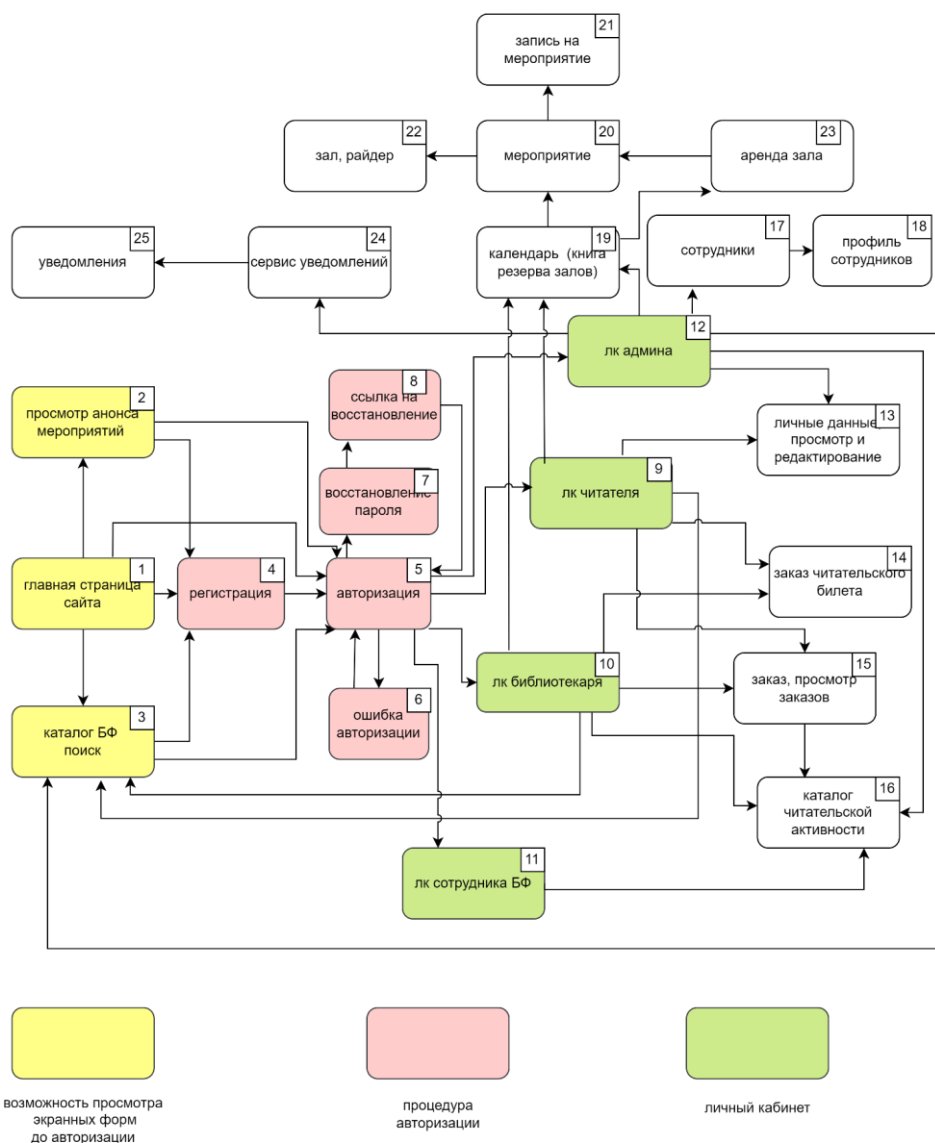 21
запись на
мероприятие
22
зал, райдер
20
мероприятие
23
аренда зала
25
уведомления
24
сервис уведомлений
19
календарь (книга
резерва залов)
17
сотрудники
18
профиль
сотрудников
12
лк админа
2
просмотр анонса
мероприятий
8
ссылка на
восстановление
13
личные данные,
просмотр и
редактирование
7
восстановление
пароля
9
лк читателя
1
главная страница
сайта
4
регистрация
5
авторизация
14
заказ читательского
билета
10
лк библиотекаря
15
заказ, просмотр
заказов
3
каталог БФ
поиск
6
ошибка
авторизации
16
каталог
читательской
активности
11
лк сотрудника БФ
возможность просмотра
экранных форм
до авторизации
процедура
авторизации
личный кабинет